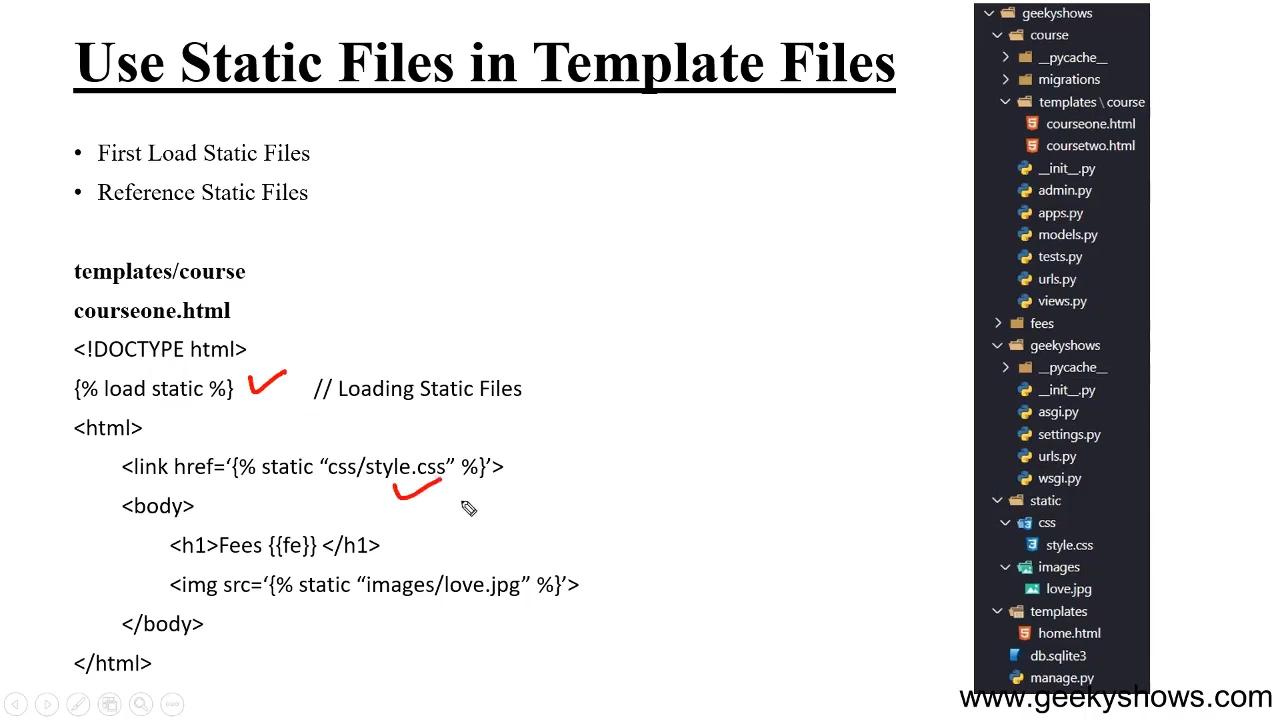 Use Static Files in Template Files
• First Load Static Files
• Reference Static Files
templates/course
courseone.html
<!DOCTYPE html>
{% load static %} // Loading Static Files
<html>
<link href=‘{% static “css/style.css” %}’>
<body>
<h1>Fees {{fe}} </h1>
<img src=‘{% static “images/love.jpg” %}’>
</body>
</html>
geekyshows
course
__pycache__
migrations
templates \ course
courseone.html
coursetwo.html
__init__.py
admin.py
apps.py
models.py
tests.py
urls.py
views.py
fees
geekyshows
__pycache__
__init__.py
asgi.py
settings.py
urls.py
wsgi.py
static
css
style.css
images
love.jpg
templates
home.html
db.sqlite3
manage.py
www.geekyshows.com